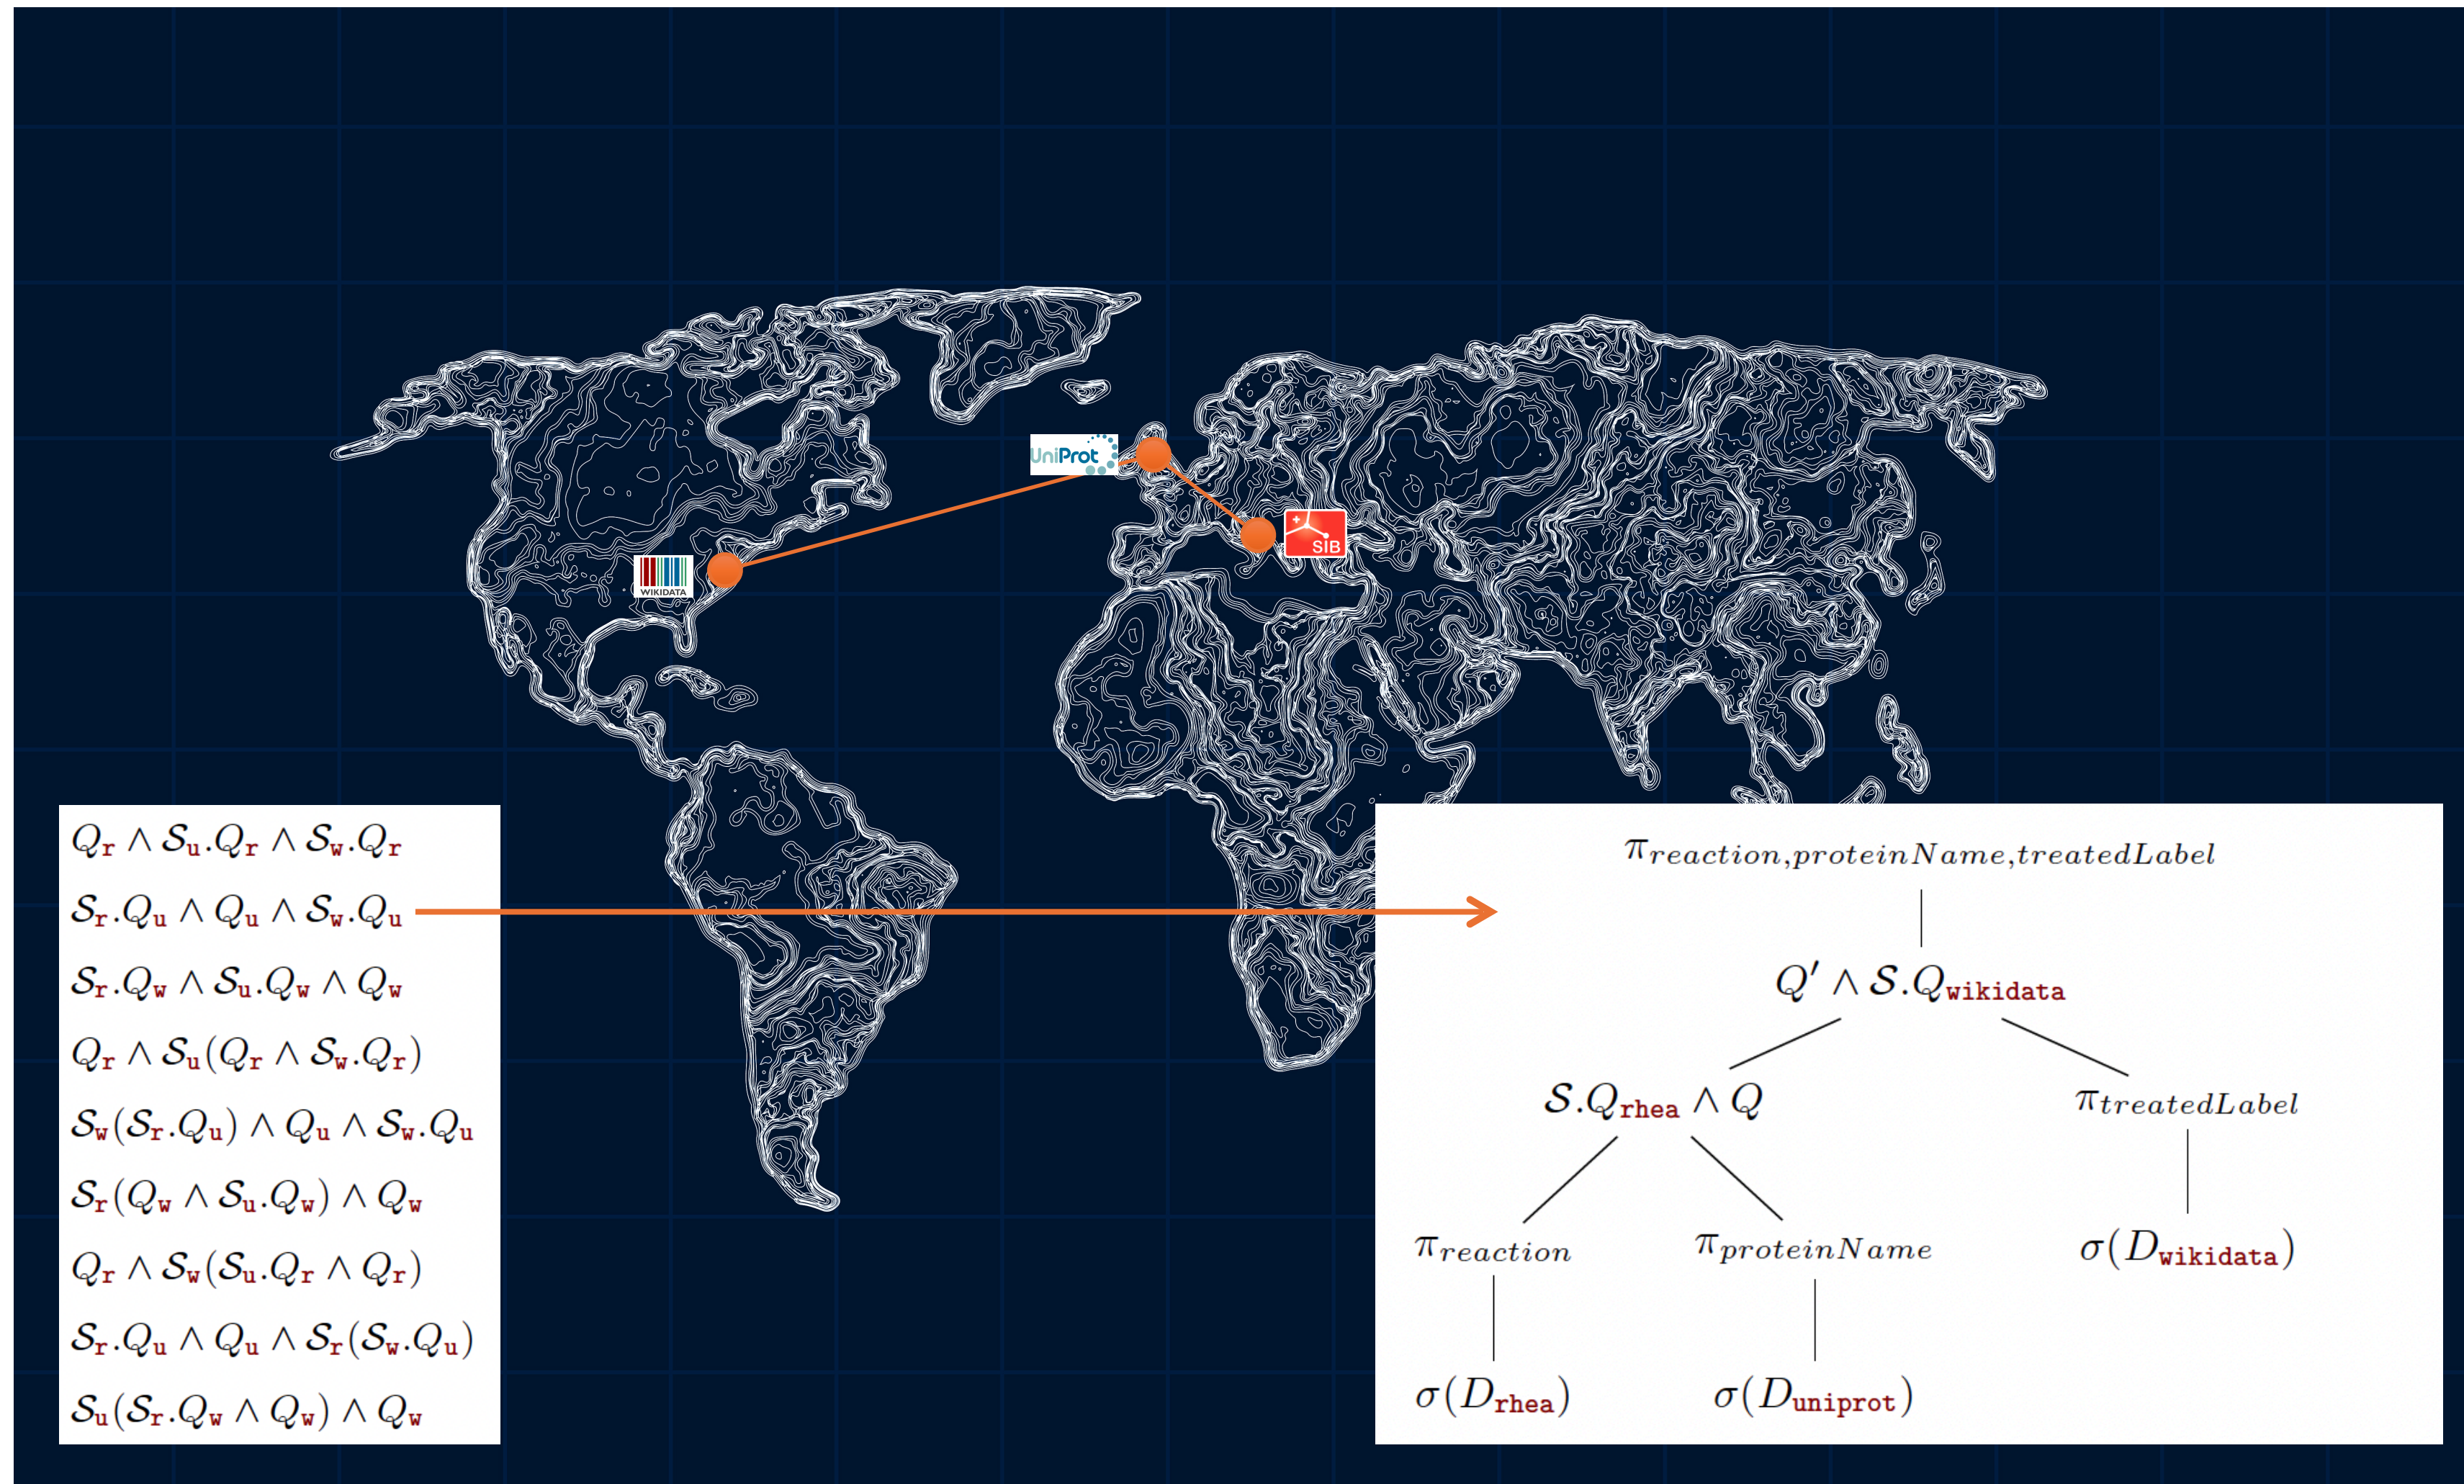 UniProt
SIB
WIKIDATA
Q_r ∧ S_u.Q_r ∧ S_w.Q_r
S_r.Q_u ∧ Q_u ∧ S_w.Q_u
S_r.Q_w ∧ S_u.Q_w ∧ Q_w
Q_r ∧ S_u(Q_r ∧ S_w.Q_r)
S_w(S_r.Q_u) ∧ Q_u ∧ S_w.Q_u
S_r(Q_w ∧ S_u.Q_w) ∧ Q_w
Q_r ∧ S_w(S_u.Q_r ∧ Q_r)
S_r.Q_u ∧ Q_u ∧ S_r(S_w.Q_u)
S_u(S_r.Q_w ∧ Q_w) ∧ Q_w
π_reaction,proteinName,treatedLabel
Q′ ∧ S.Q_wikidata
S.Q_rhea ∧ Q
π_treatedLabel
π_reaction
π_proteinName
σ(D_wikidata)
σ(D_rhea)
σ(D_uniprot)